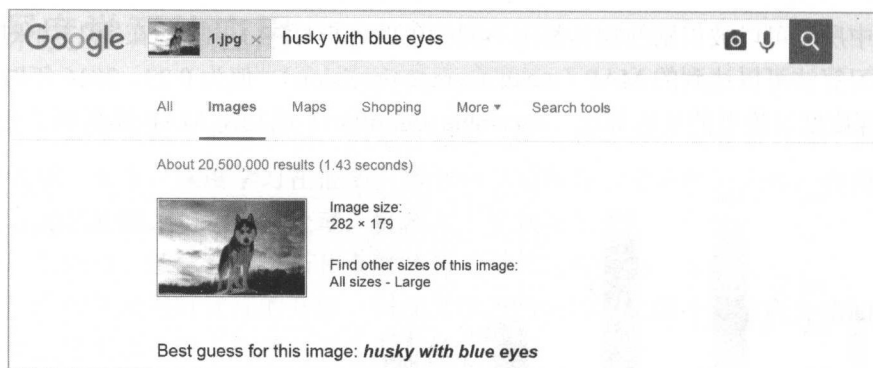 Google 1.jpg × husky with blue eyes
All Images Maps Shopping More ▾ Search tools
About 20,500,000 results (1.43 seconds)
Image size:
282 × 179
Find other sizes of this image:
All sizes - Large
Best guess for this image: husky with blue eyes